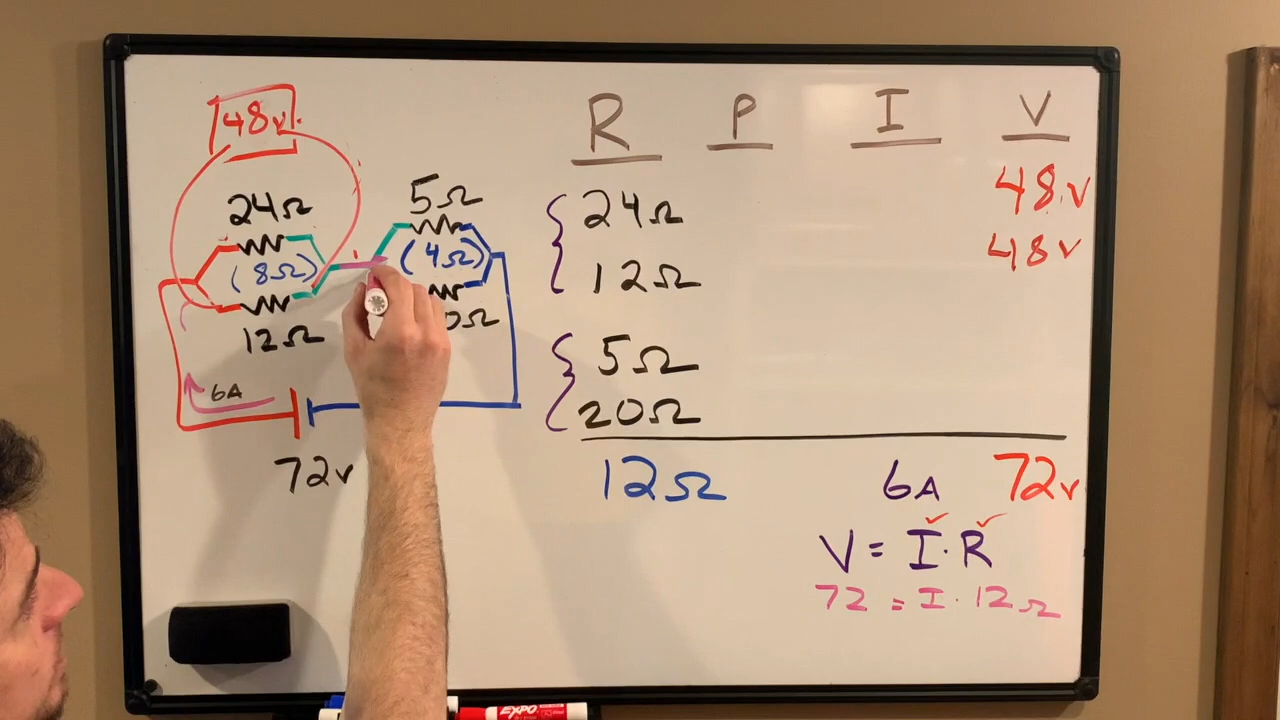 48v.
24Ω
5Ω
(8Ω)
(4Ω)
12Ω
0Ω
6A
72v
R P I V
24Ω 48v
12Ω 48v
5Ω
20Ω
12Ω 6A 72v
V = I·R
72 = I·12Ω
EXPO